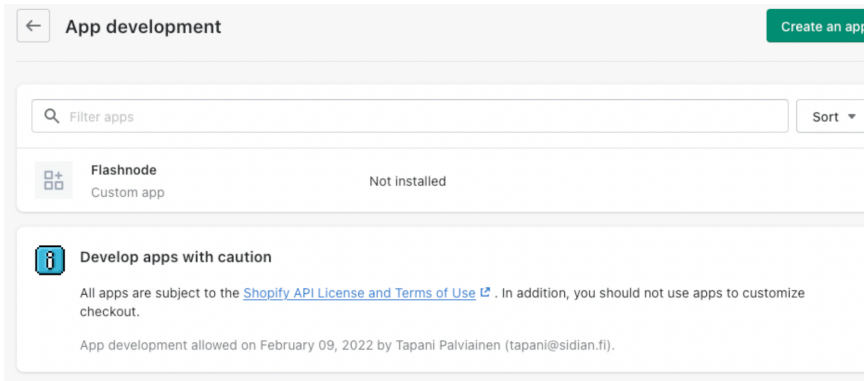 App development
Create an app
Filter apps
Sort
Flashnode
Custom app
Not installed
Develop apps with caution
All apps are subject to the Shopify API License and Terms of Use . In addition, you should not use apps to customize
checkout.
App development allowed on February 09, 2022 by Tapani Palviainen (tapani@sidian.fi).